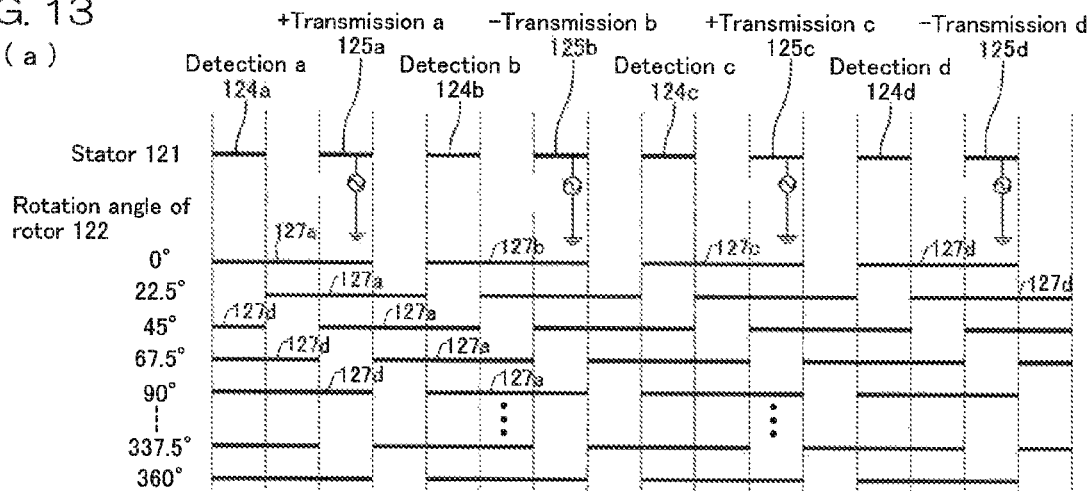 G. 13
(a)
+Transmission a
125a
-Transmission b
125b
+Transmission c
125c
-Transmission d
125d
Detection a
124a
Detection b
124b
Detection c
124c
Detection d
124d
Stator 121
Rotation angle of
rotor 122
0°
127a
127b
127c
127d
22.5°
127a
127d
45°
127d
127a
67.5°
127d
127a
90°
127d
127a
337.5°
360°